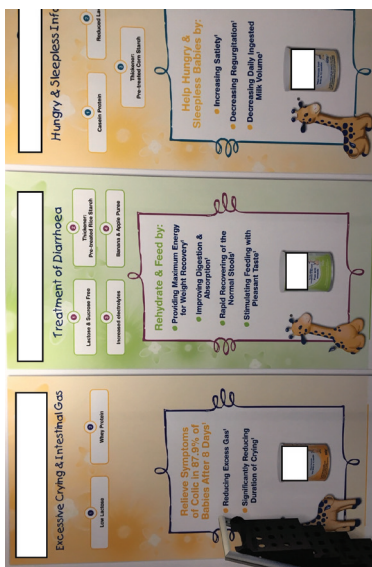 Excessive Crying & Intestinal Gas
Low Lactose
Whey Protein
Relieve Symptoms
of Colic in 87.9% of
Babies After 8 Days¹
• Reducing Excess Gas¹
• Significantly Reducing
Duration of Crying¹
Treatment of Diarrhoea
Lactose & Sucrose Free
Thickener:
Pre-treated Rice Starch
Increased electrolytes
Banana & Apple Puree
Rehydrate & Feed by:
• Providing Maximum Energy
for Weight Recovery¹
• Improving Digestion &
Absorption¹
• Rapid Recovering of the
Normal Stools¹
• Stimulating Feeding with
Pleasant Taste¹
Hungry & Sleepless Inf
Casein Protein
Reduced La
Thickener:
Pre-treated Corn Starch
Help Hungry &
Sleepless Babies by:
• Increasing Satiety¹
• Decreasing Regurgitation¹
• Decreasing Daily Ingested
Milk Volume¹